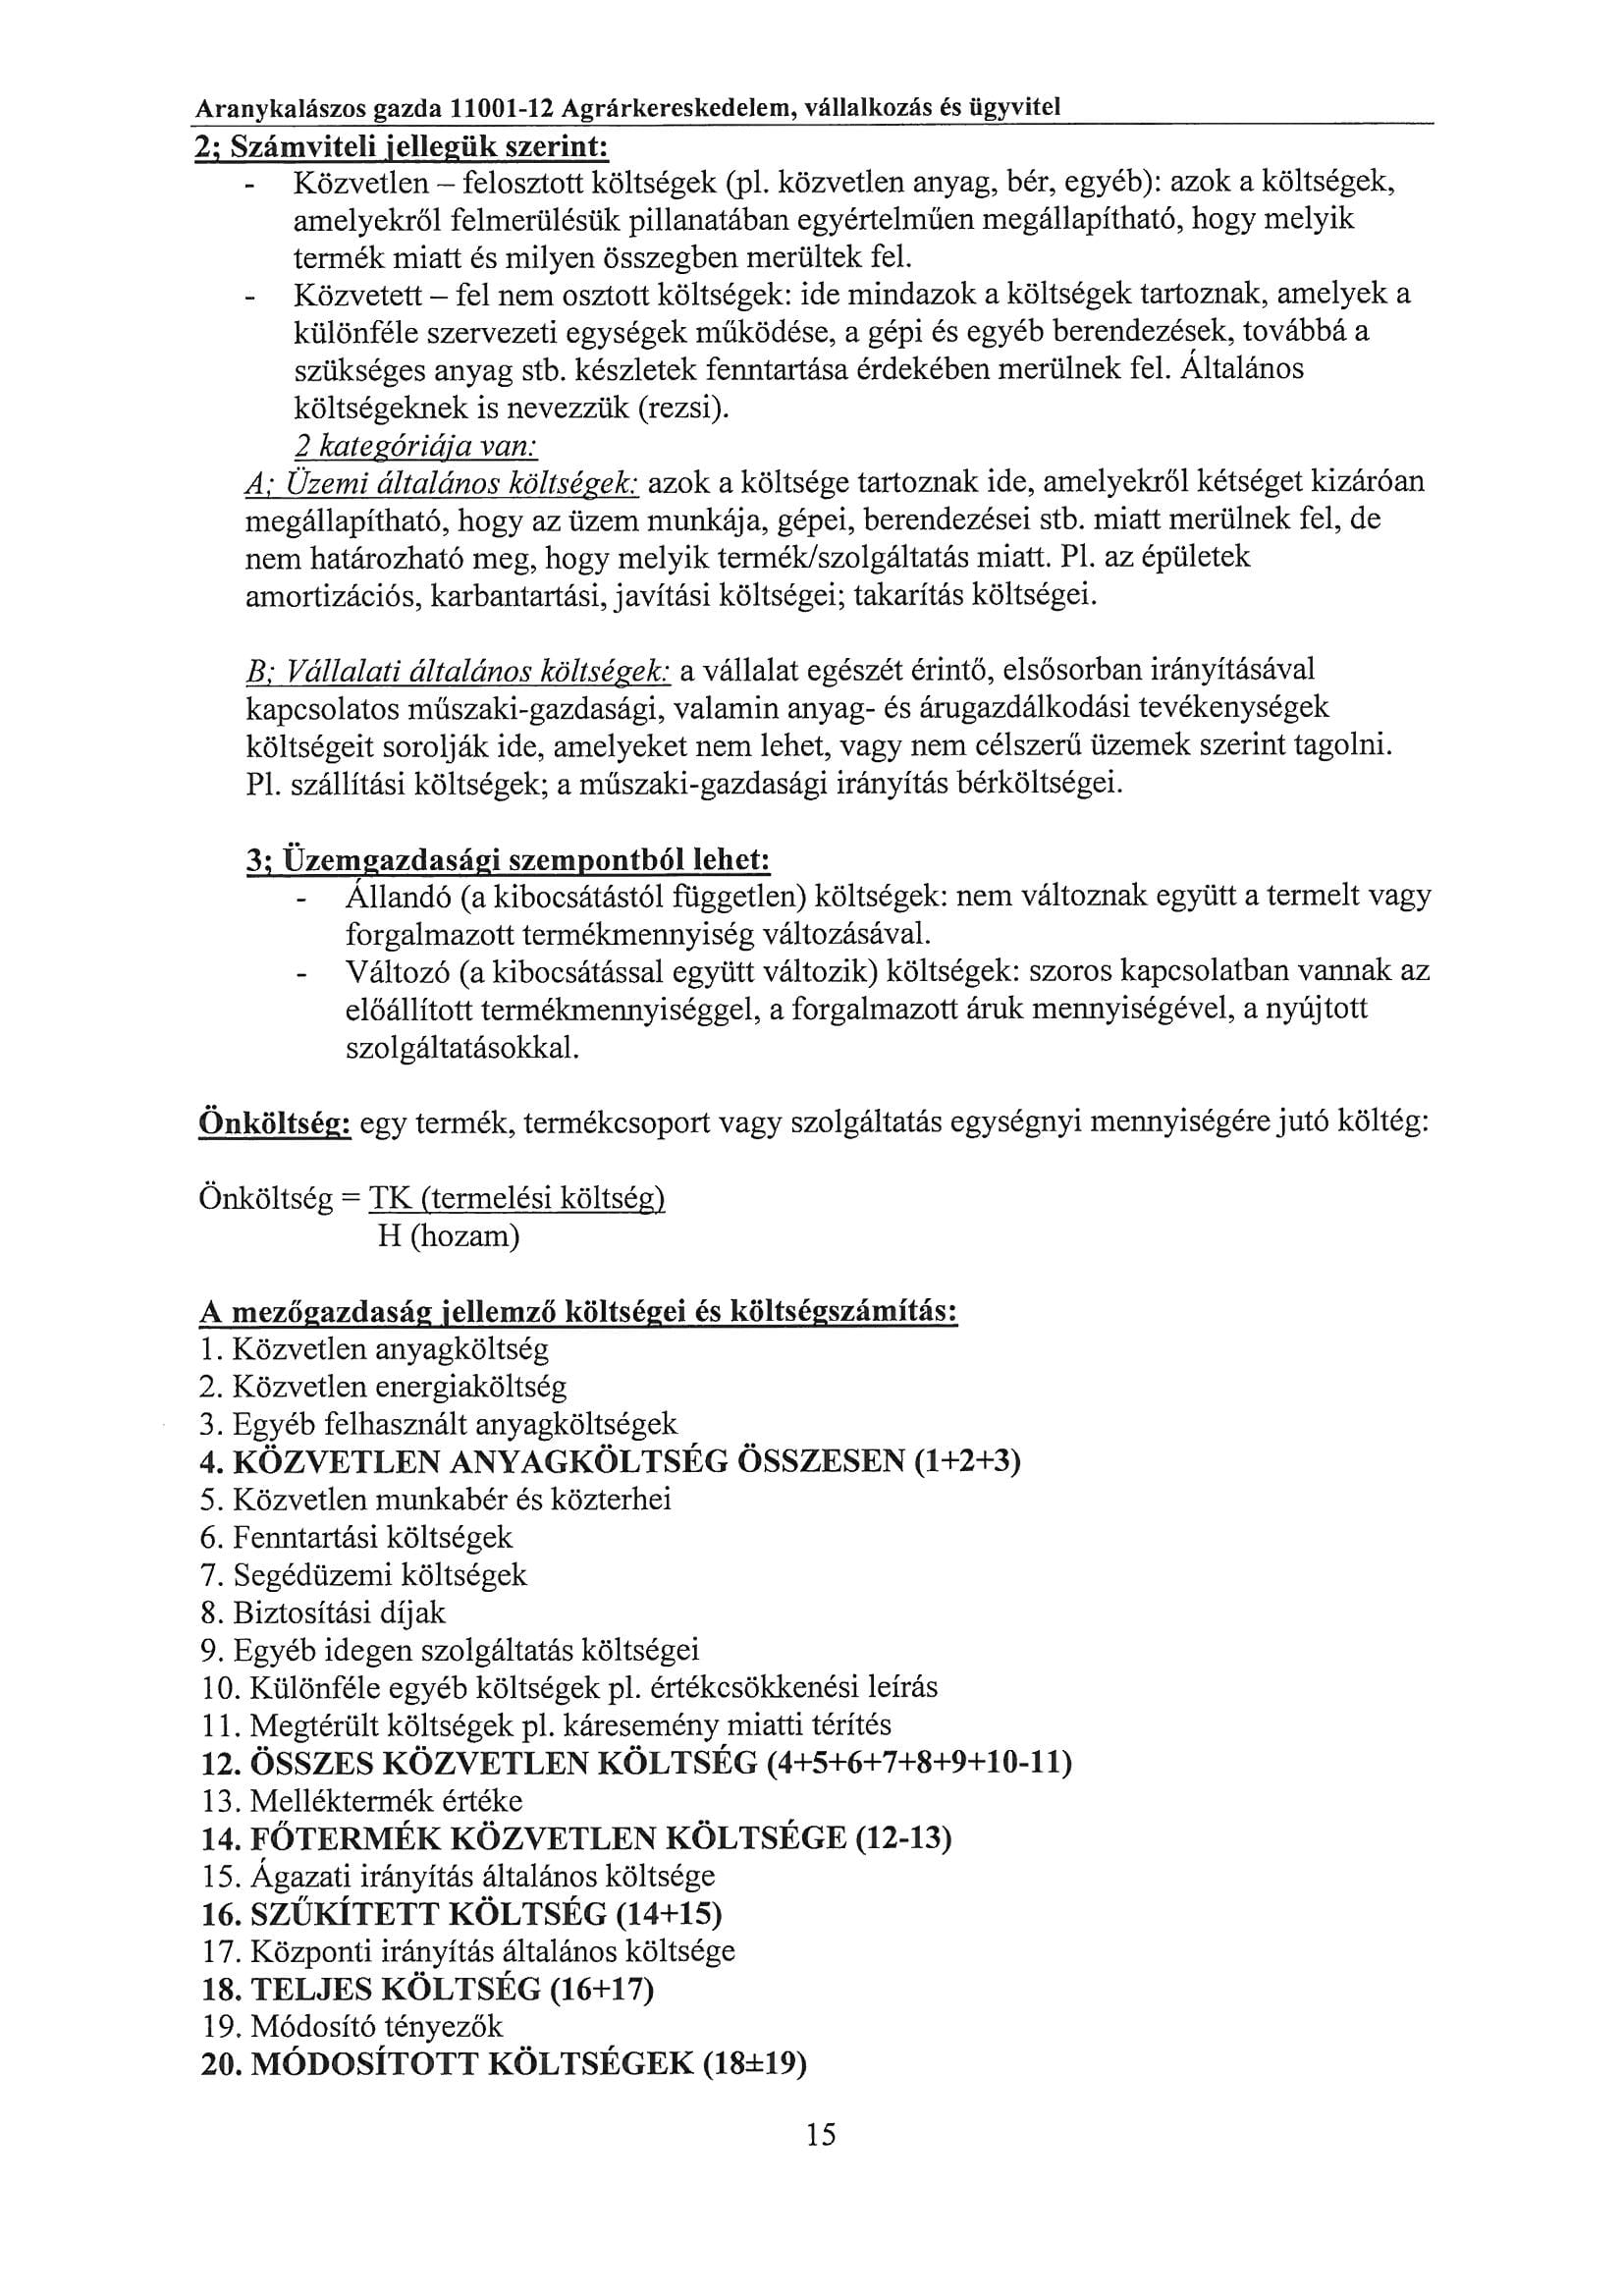 Aranykalászos gazda 11001-12 Agrárkereskedelem, vállalkozás és ügyvitel
2; Számviteli jellegük szerint:
- Közvetlen – felosztott költségek (pl. közvetlen anyag, bér, egyéb): azok a költségek,
amelyekről felmerülésük pillanatában egyértelműen megállapítható, hogy melyik
termék miatt és milyen összegben merültek fel.
- Közvetett – fel nem osztott költségek: ide mindazok a költségek tartoznak, amelyek a
különféle szervezeti egységek működése, a gépi és egyéb berendezések, továbbá a
szükséges anyag stb. készletek fenntartása érdekében merülnek fel. Általános
költségeknek is nevezzük (rezsi).
2 kategóriája van:
A; Üzemi általános költségek: azok a költsége tartoznak ide, amelyekről kétséget kizáróan
megállapítható, hogy az üzem munkája, gépei, berendezései stb. miatt merülnek fel, de
nem határozható meg, hogy melyik termék/szolgáltatás miatt. Pl. az épületek
amortizációs, karbantartási, javítási költségei; takarítás költségei.
B; Vállalati általános költségek: a vállalat egészét érintő, elsősorban irányításával
kapcsolatos műszaki-gazdasági, valamin anyag- és árugazdálkodási tevékenységek
költségeit sorolják ide, amelyeket nem lehet, vagy nem célszerű üzemek szerint tagolni.
Pl. szállítási költségek; a műszaki-gazdasági irányítás bérköltségei.
3; Üzemgazdasági szempontból lehet:
- Állandó (a kibocsátástól független) költségek: nem változnak együtt a termelt vagy
forgalmazott termékmennyiség változásával.
- Változó (a kibocsátással együtt változik) költségek: szoros kapcsolatban vannak az
előállított termékmennyiséggel, a forgalmazott áruk mennyiségével, a nyújtott
szolgáltatásokkal.
Önköltség: egy termék, termékcsoport vagy szolgáltatás egységnyi mennyiségére jutó költég:
Önköltség = TK (termelési költség)
H (hozam)
A mezőgazdaság jellemző költségei és költségszámítás:
1. Közvetlen anyagköltség
2. Közvetlen energiaköltség
3. Egyéb felhasznált anyagköltségek
4. KÖZVETLEN ANYAGKÖLTSÉG ÖSSZESEN (1+2+3)
5. Közvetlen munkabér és közterhei
6. Fenntartási költségek
7. Segédüzemi költségek
8. Biztosítási díjak
9. Egyéb idegen szolgáltatás költségei
10. Különféle egyéb költségek pl. értékcsökkenési leírás
11. Megtérült költségek pl. káresemény miatti térítés
12. ÖSSZES KÖZVETLEN KÖLTSÉG (4+5+6+7+8+9+10-11)
13. Melléktermék értéke
14. FŐTERMÉK KÖZVETLEN KÖLTSÉGE (12-13)
15. Ágazati irányítás általános költsége
16. SZŰKÍTETT KÖLTSÉG (14+15)
17. Központi irányítás általános költsége
18. TELJES KÖLTSÉG (16+17)
19. Módosító tényezők
20. MÓDOSÍTOTT KÖLTSÉGEK (18±19)
15